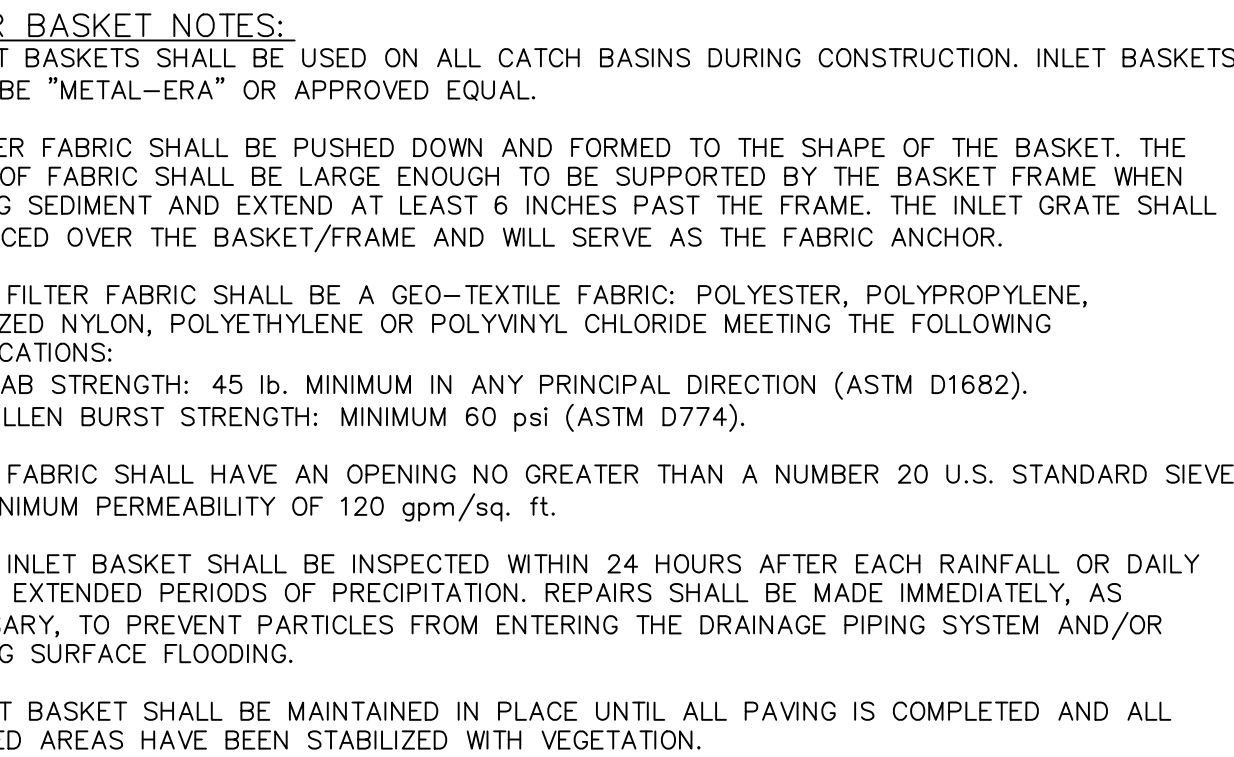 R BASKET NOTES:
T BASKETS SHALL BE USED ON ALL CATCH BASINS DURING CONSTRUCTION. INLET BASKETS
BE "METAL-ERA" OR APPROVED EQUAL.
ER FABRIC SHALL BE PUSHED DOWN AND FORMED TO THE SHAPE OF THE BASKET. THE
OF FABRIC SHALL BE LARGE ENOUGH TO BE SUPPORTED BY THE BASKET FRAME WHEN
G SEDIMENT AND EXTEND AT LEAST 6 INCHES PAST THE FRAME. THE INLET GRATE SHALL
CED OVER THE BASKET/FRAME AND WILL SERVE AS THE FABRIC ANCHOR.
FILTER FABRIC SHALL BE A GEO-TEXTILE FABRIC: POLYESTER, POLYPROPYLENE,
ZED NYLON, POLYETHYLENE OR POLYVINYL CHLORIDE MEETING THE FOLLOWING
CATIONS:
AB STRENGTH: 45 lb. MINIMUM IN ANY PRINCIPAL DIRECTION (ASTM D1682).
LLEN BURST STRENGTH: MINIMUM 60 psi (ASTM D774).
FABRIC SHALL HAVE AN OPENING NO GREATER THAN A NUMBER 20 U.S. STANDARD SIEVE
NIMUM PERMEABILITY OF 120 gpm/sq. ft.
INLET BASKET SHALL BE INSPECTED WITHIN 24 HOURS AFTER EACH RAINFALL OR DAILY
EXTENDED PERIODS OF PRECIPITATION. REPAIRS SHALL BE MADE IMMEDIATELY, AS
SARY, TO PREVENT PARTICLES FROM ENTERING THE DRAINAGE PIPING SYSTEM AND/OR
G SURFACE FLOODING.
T BASKET SHALL BE MAINTAINED IN PLACE UNTIL ALL PAVING IS COMPLETED AND ALL
ED AREAS HAVE BEEN STABILIZED WITH VEGETATION.